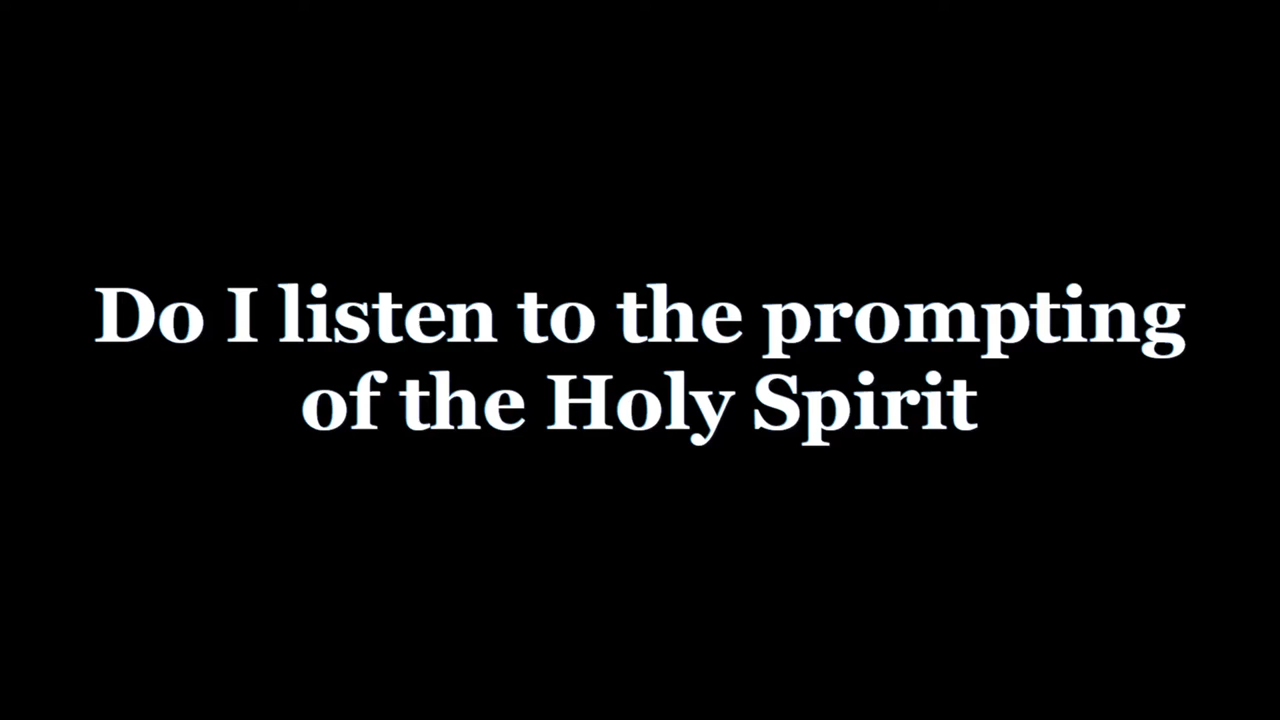 Do I listen to the prompting
of the Holy Spirit